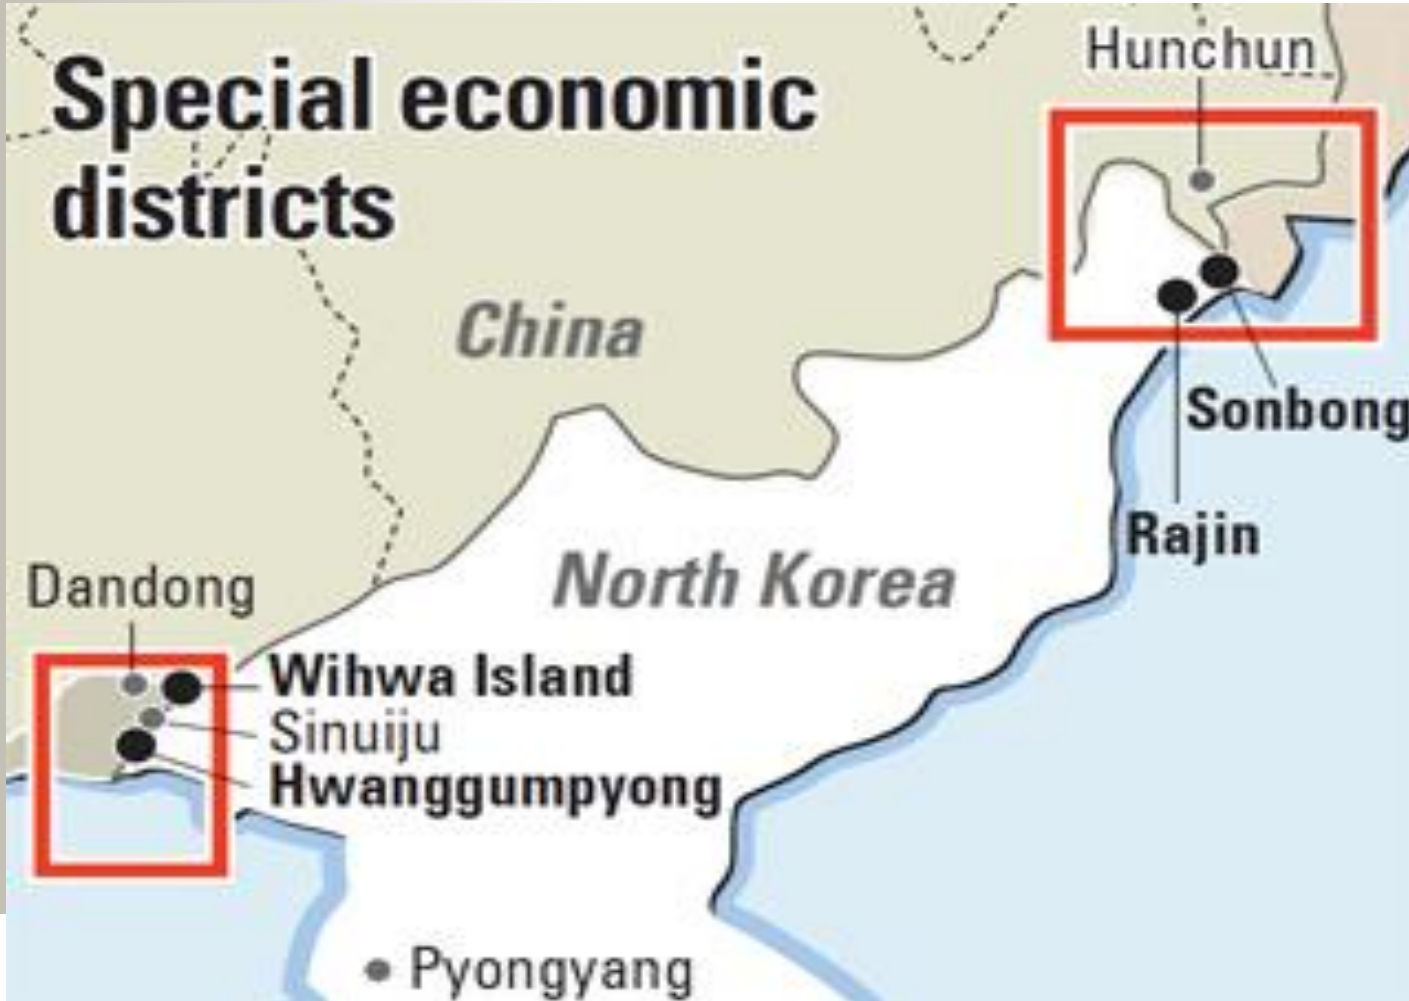 Special economic
districts
Hunchun
China
Sonbong
Rajin
North Korea
Dandong
Wihwa Island
Sinuiju
Hwanggumpyong
Pyongyang